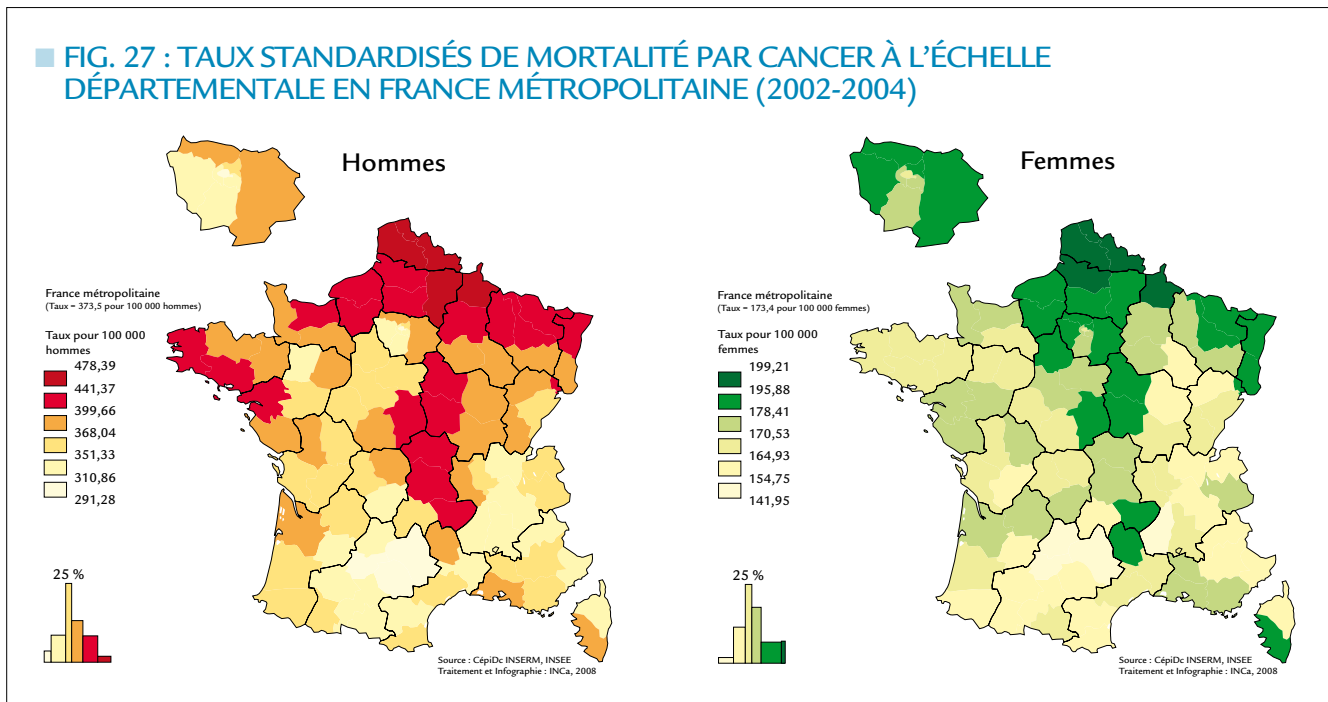 FIG. 27 : TAUX STANDARDISÉS DE MORTALITÉ PAR CANCER À L'ÉCHELLE
DÉPARTEMENTALE EN FRANCE MÉTROPOLITAINE (2002-2004)
Hommes
France métropolitaine
(Taux = 373,5 pour 100 000 hommes)
Taux pour 100 000
hommes
478,39
441,37
399,66
368,04
351,33
310,86
291,28
25 %
Source : CépiDc INSERM, INSEE
Traitement et Infographie : INCa, 2008
Femmes
France métropolitaine
(Taux = 173,4 pour 100 000 femmes)
Taux pour 100 000
femmes
199,21
195,88
178,41
170,53
164,93
154,75
141,95
25 %
Source : CépiDc INSERM, INSEE
Traitement et Infographie : INCa, 2008